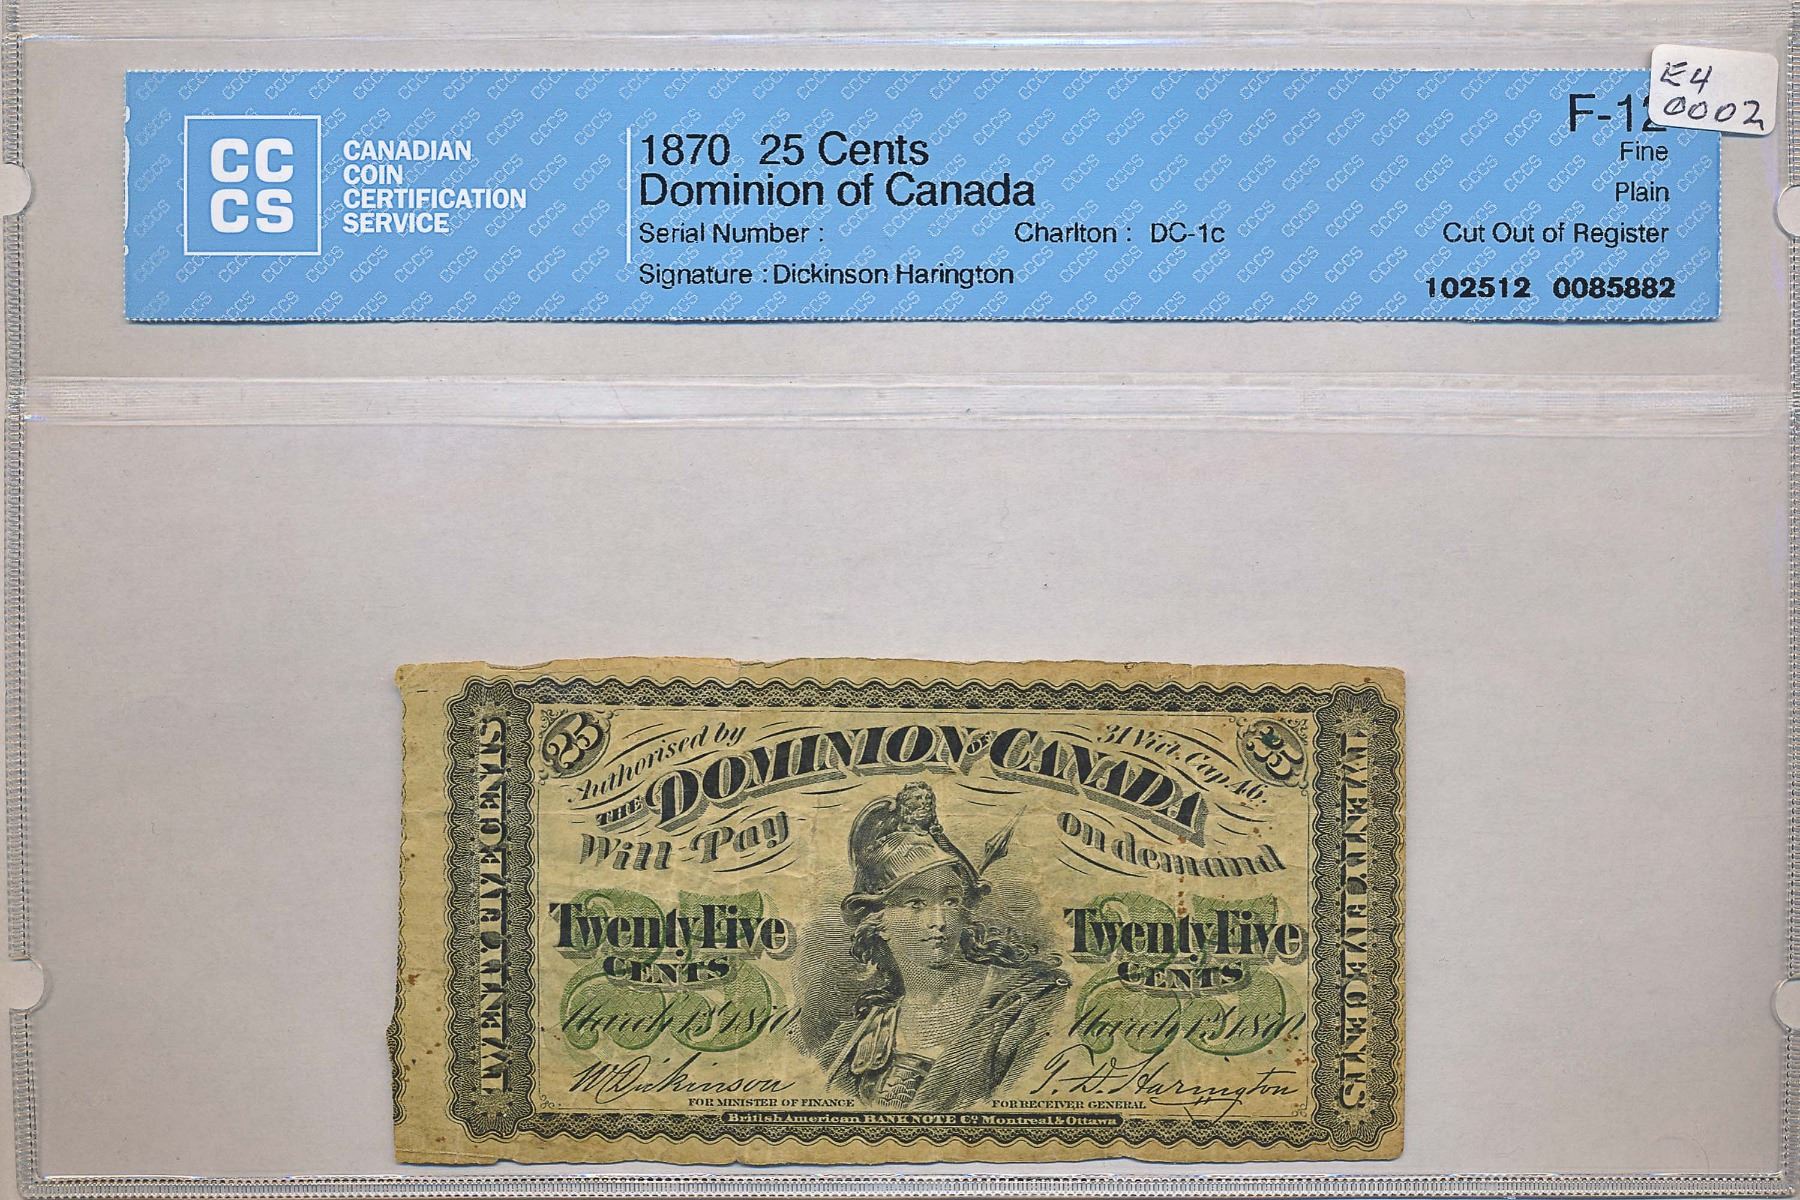 E4
0002
CC
CS
CANADIAN
COIN
CERTIFICATION
SERVICE
1870 25 Cents
Dominion of Canada
Serial Number :
Charlton : DC-1c
Signature : Dickinson Harington
F-12
Fine
Plain
Cut Out of Register
102512 0085882
25
Authorised by
31 Vict. Cap. 46.
25
THE DOMINION OF CANADA
Will Pay
on demand
TWENTY FIVE CENTS
TWENTY FIVE CENTS
25
Twenty Five
CENTS
25
Twenty Five
CENTS
March 1st 1870
March 1st 1870
W Dickinson
T. D. Harington
FOR MINISTER OF FINANCE
FOR RECEIVER GENERAL
British American BANK NOTE Co. Montreal & Ottawa